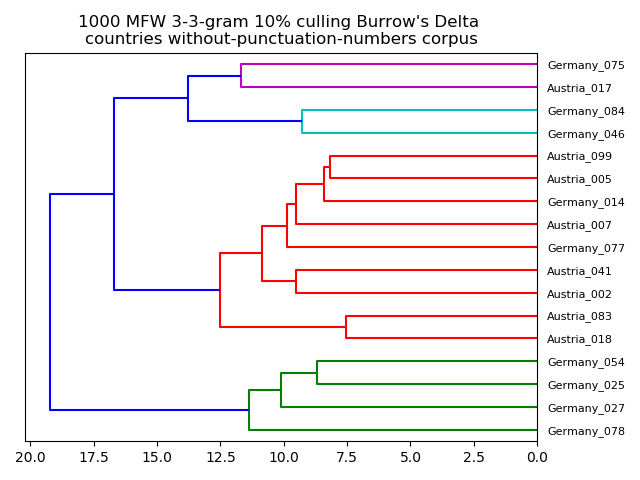 1000 MFW 3-3-gram 10% culling Burrow's Delta
countries without-punctuation-numbers corpus
Germany_075
Austria_017
Germany_084
Germany_046
Austria_099
Austria_005
Germany_014
Austria_007
Germany_077
Austria_041
Austria_002
Austria_083
Austria_018
Germany_054
Germany_025
Germany_027
Germany_078
20.0 17.5 15.0 12.5 10.0 7.5 5.0 2.5 0.0